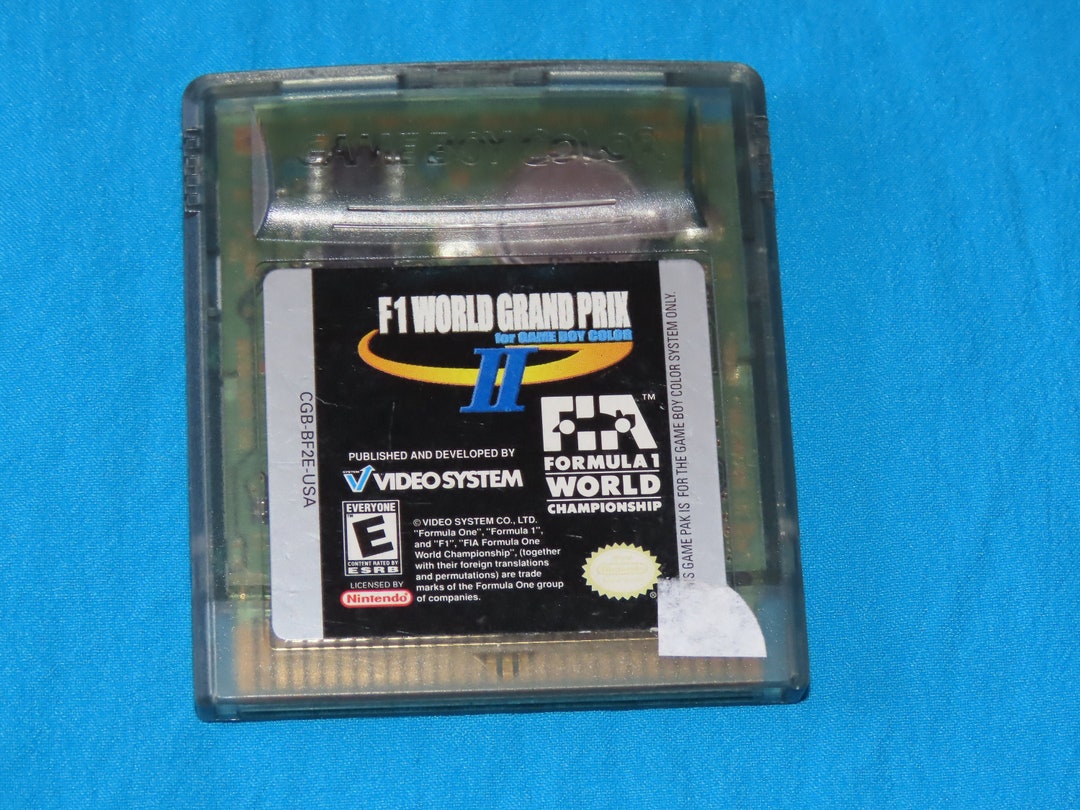 GAME BOY COLOR
F1 WORLD GRAND PRIX
for GAME BOY COLOR
II
FIA
TM
FORMULA 1
WORLD
CHAMPIONSHIP
PUBLISHED AND DEVELOPED BY
SYSTEM
VIDEO SYSTEM
EVERYONE
E
CONTENT RATED BY
ESRB
LICENSED BY
Nintendo
© VIDEO SYSTEM CO., LTD.
"Formula One", "Formula 1",
and "F1", "FIA Formula One
World Championship", (together
with their foreign translations
and permutations) are trade
marks of the Formula One group
of companies.
®
CGB-BF2E-USA
S GAME PAK IS FOR THE GAME BOY COLOR SYSTEM ONLY.